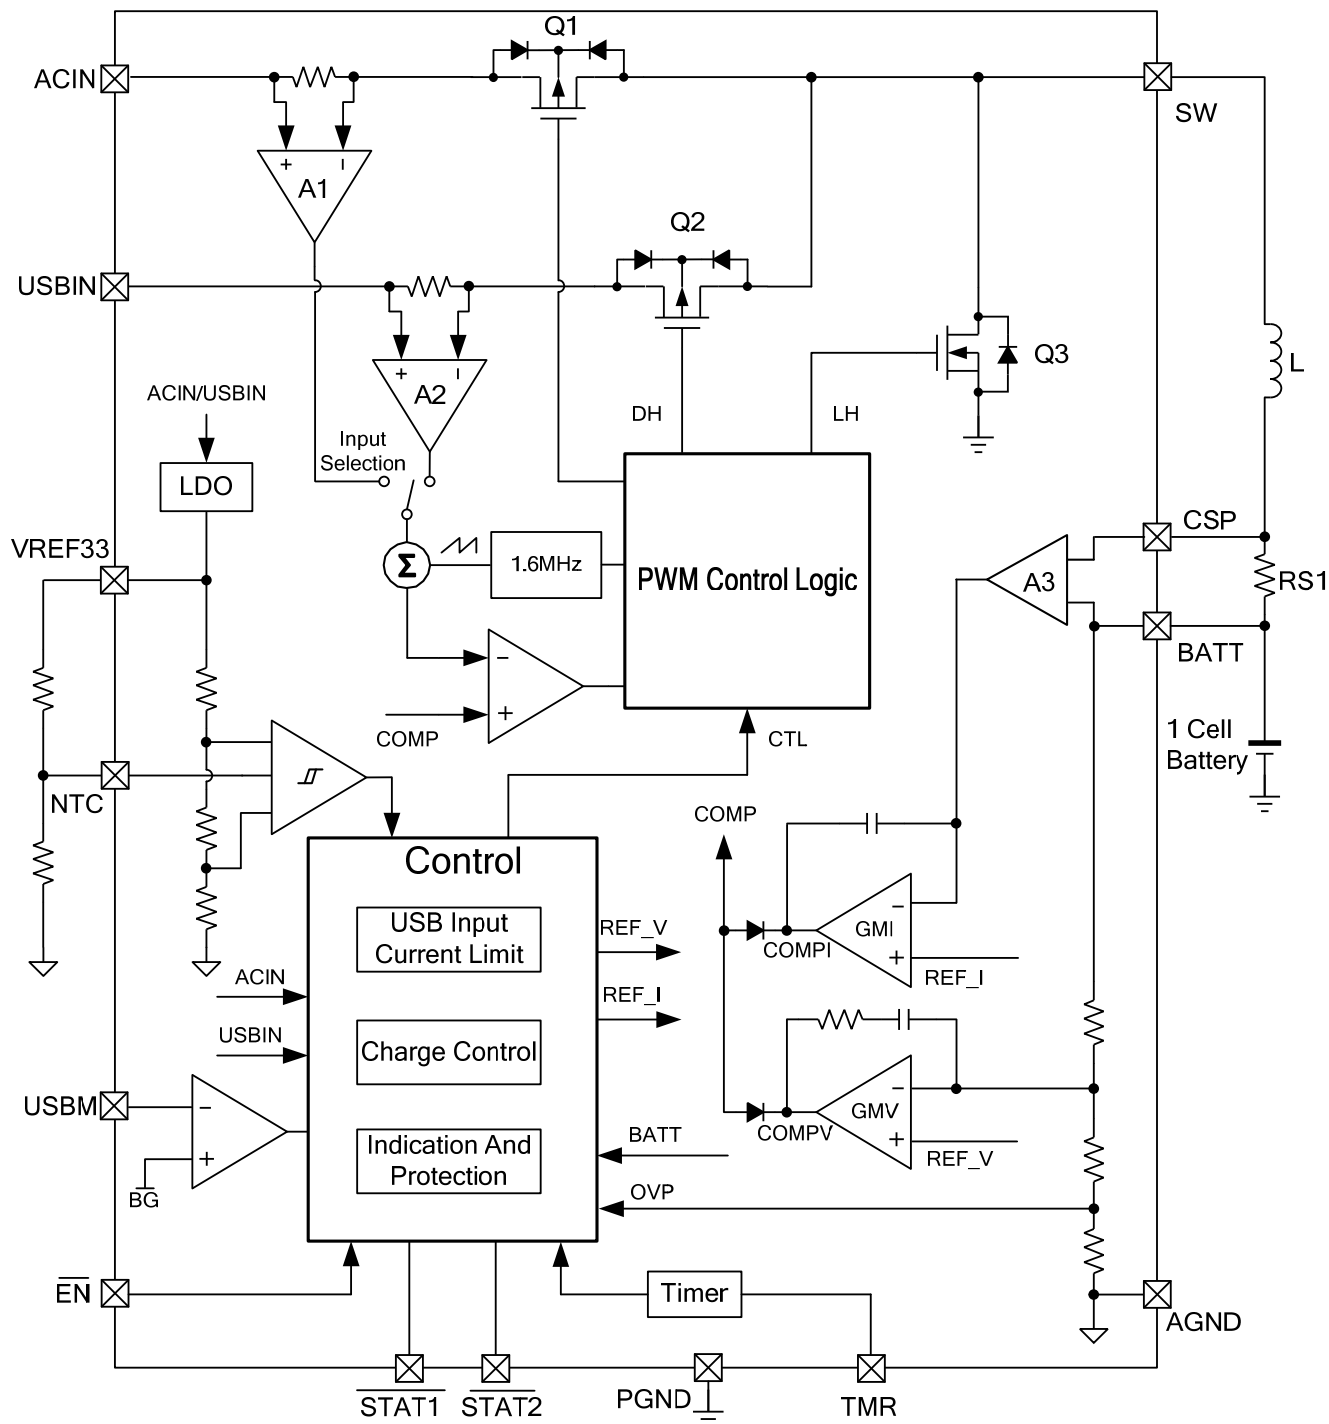 Q1
ACIN
SW
+ −
A1
Q2
USBIN
+ −
A2
Q3
L
ACIN/USBIN
DH
LH
Input
Selection
LDO
CSP
VREF33
Σ
1.6MHz
PWM Control Logic
A3
RS1
BATT
−
+
COMP
CTL
1 Cell
Battery
NTC
COMP
Control
USB Input
Current Limit
REF_V
−
GMI
+
COMPI
REF_I
ACIN
REF_I
USBIN
Charge Control
USBM
−
+
BG
−
GMV
+
COMPV
REF_V
Indication And
Protection
BATT
OVP
EN
Timer
AGND
STAT1
STAT2
PGND
TMR